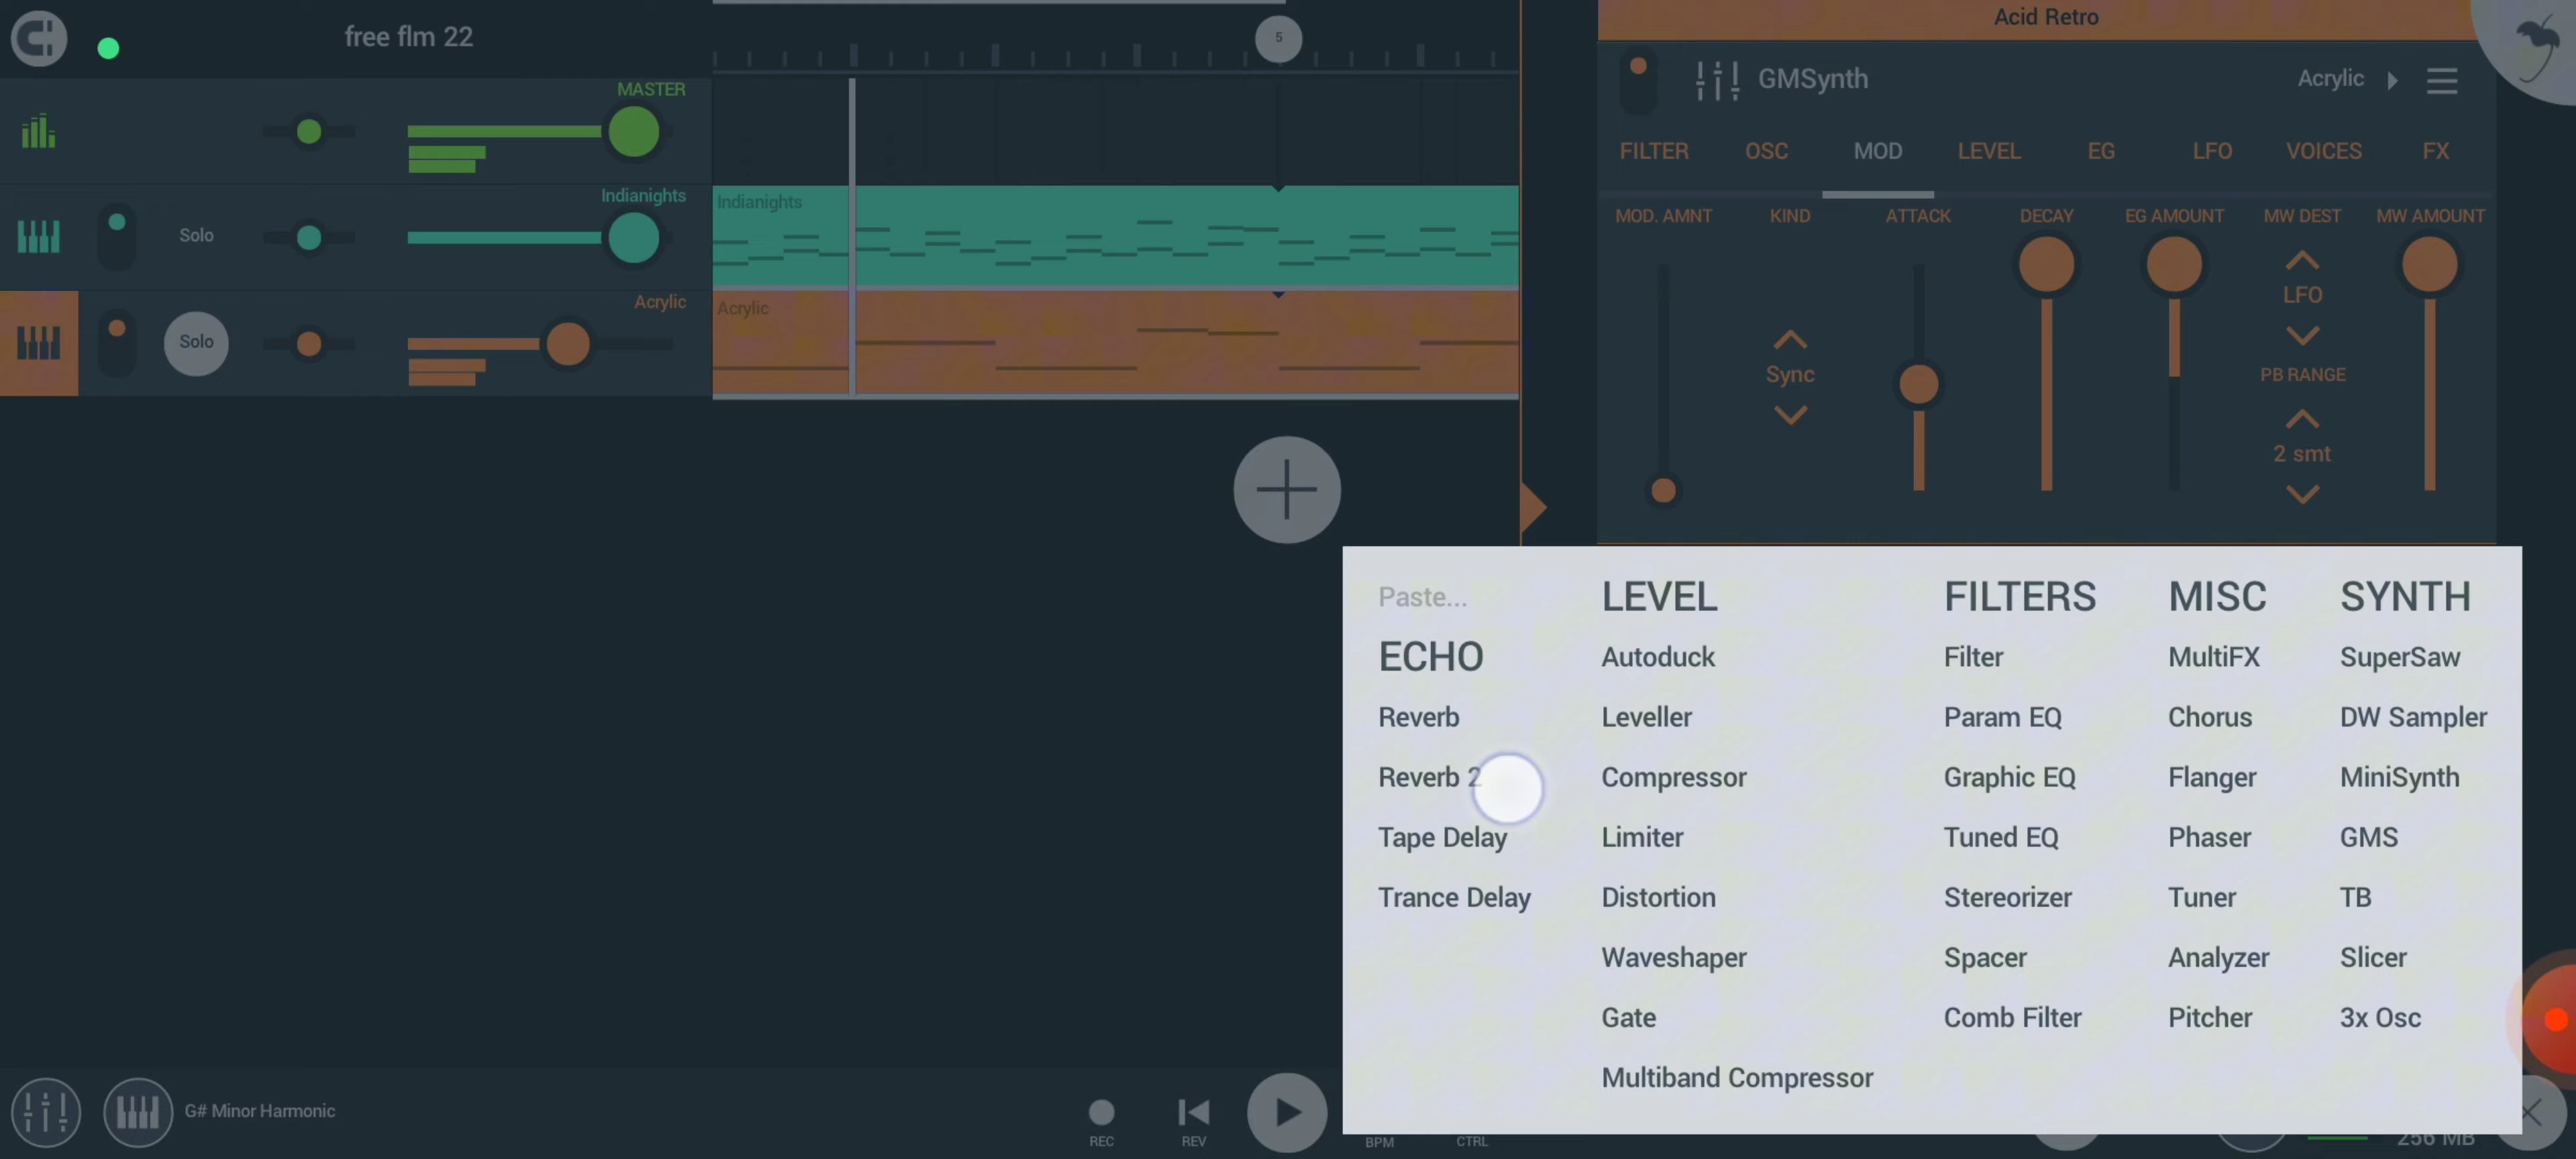 free flm 22
MASTER
Indianights
Solo
Acrylic
Solo
5
Indianights
Acrylic
Acid Retro
GMSynth
Acrylic
FILTER OSC MOD LEVEL EG LFO VOICES FX
MOD. AMNT KIND ATTACK DECAY EG AMOUNT MW DEST MW AMOUNT
LFO
Sync
PB RANGE
2 smt
Paste...
ECHO
Reverb
Reverb 2
Tape Delay
Trance Delay
LEVEL
Autoduck
Leveller
Compressor
Limiter
Distortion
Waveshaper
Gate
Multiband Compressor
FILTERS
Filter
Param EQ
Graphic EQ
Tuned EQ
Stereorizer
Spacer
Comb Filter
MISC
MultiFX
Chorus
Flanger
Phaser
Tuner
Analyzer
Pitcher
SYNTH
SuperSaw
DW Sampler
MiniSynth
GMS
TB
Slicer
3x Osc
G# Minor Harmonic
REC
REV
BPM
CTRL
256 MB